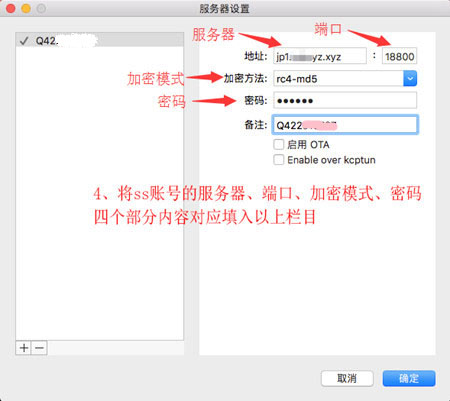 服务器设置
服务器
端口
Q42
地址: jp1 yz.xyz : 18800
加密模式
加密方法: rc4-md5
密码
密码: ●●●●●●
备注: Q422
启用 OTA
Enable over kcptun
4、将ss账号的服务器、端口、加密模式、密码
四个部分内容对应填入以上栏目
+ −
取消 确定